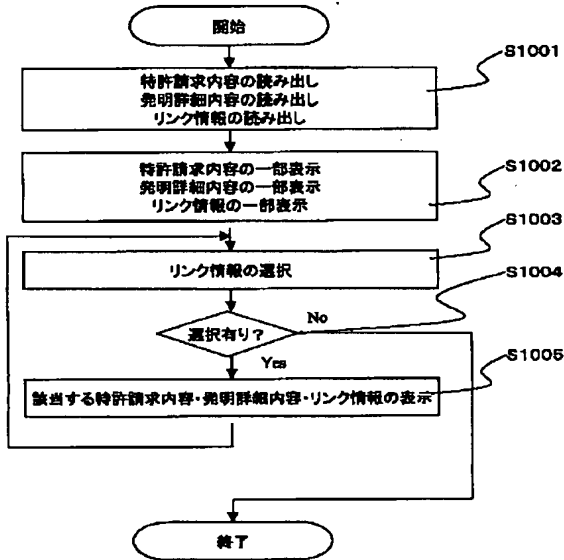 開始
S1001
特許請求内容の読み出し
発明詳細内容の読み出し
リンク情報の読み出し
S1002
特許請求内容の一部表示
発明詳細内容の一部表示
リンク情報の一部表示
S1003
リンク情報の選択
S1004
選択有り？
No
Yes
S1005
該当する特許請求内容・発明詳細内容・リンク情報の表示
終了